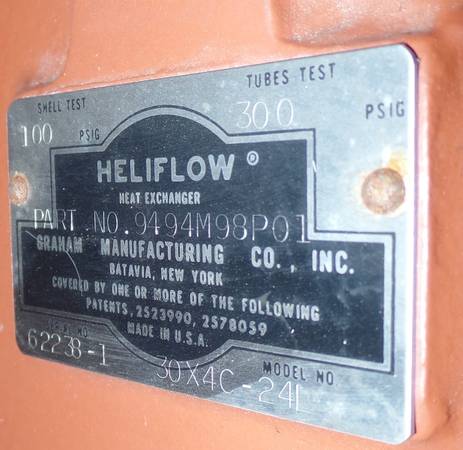 SHELL TEST TUBES TEST
100 PSIG 300 PSIG
HELIFLOW ®
HEAT EXCHANGER
PART NO. 9494M98P01
GRAHAM MANUFACTURING CO., INC.
BATAVIA, NEW YORK
COVERED BY ONE OR MORE OF THE FOLLOWING
PATENTS, 2523990, 2578059
MADE IN U.S.A.
NO
62238-1
MODEL NO
30X4C-24L